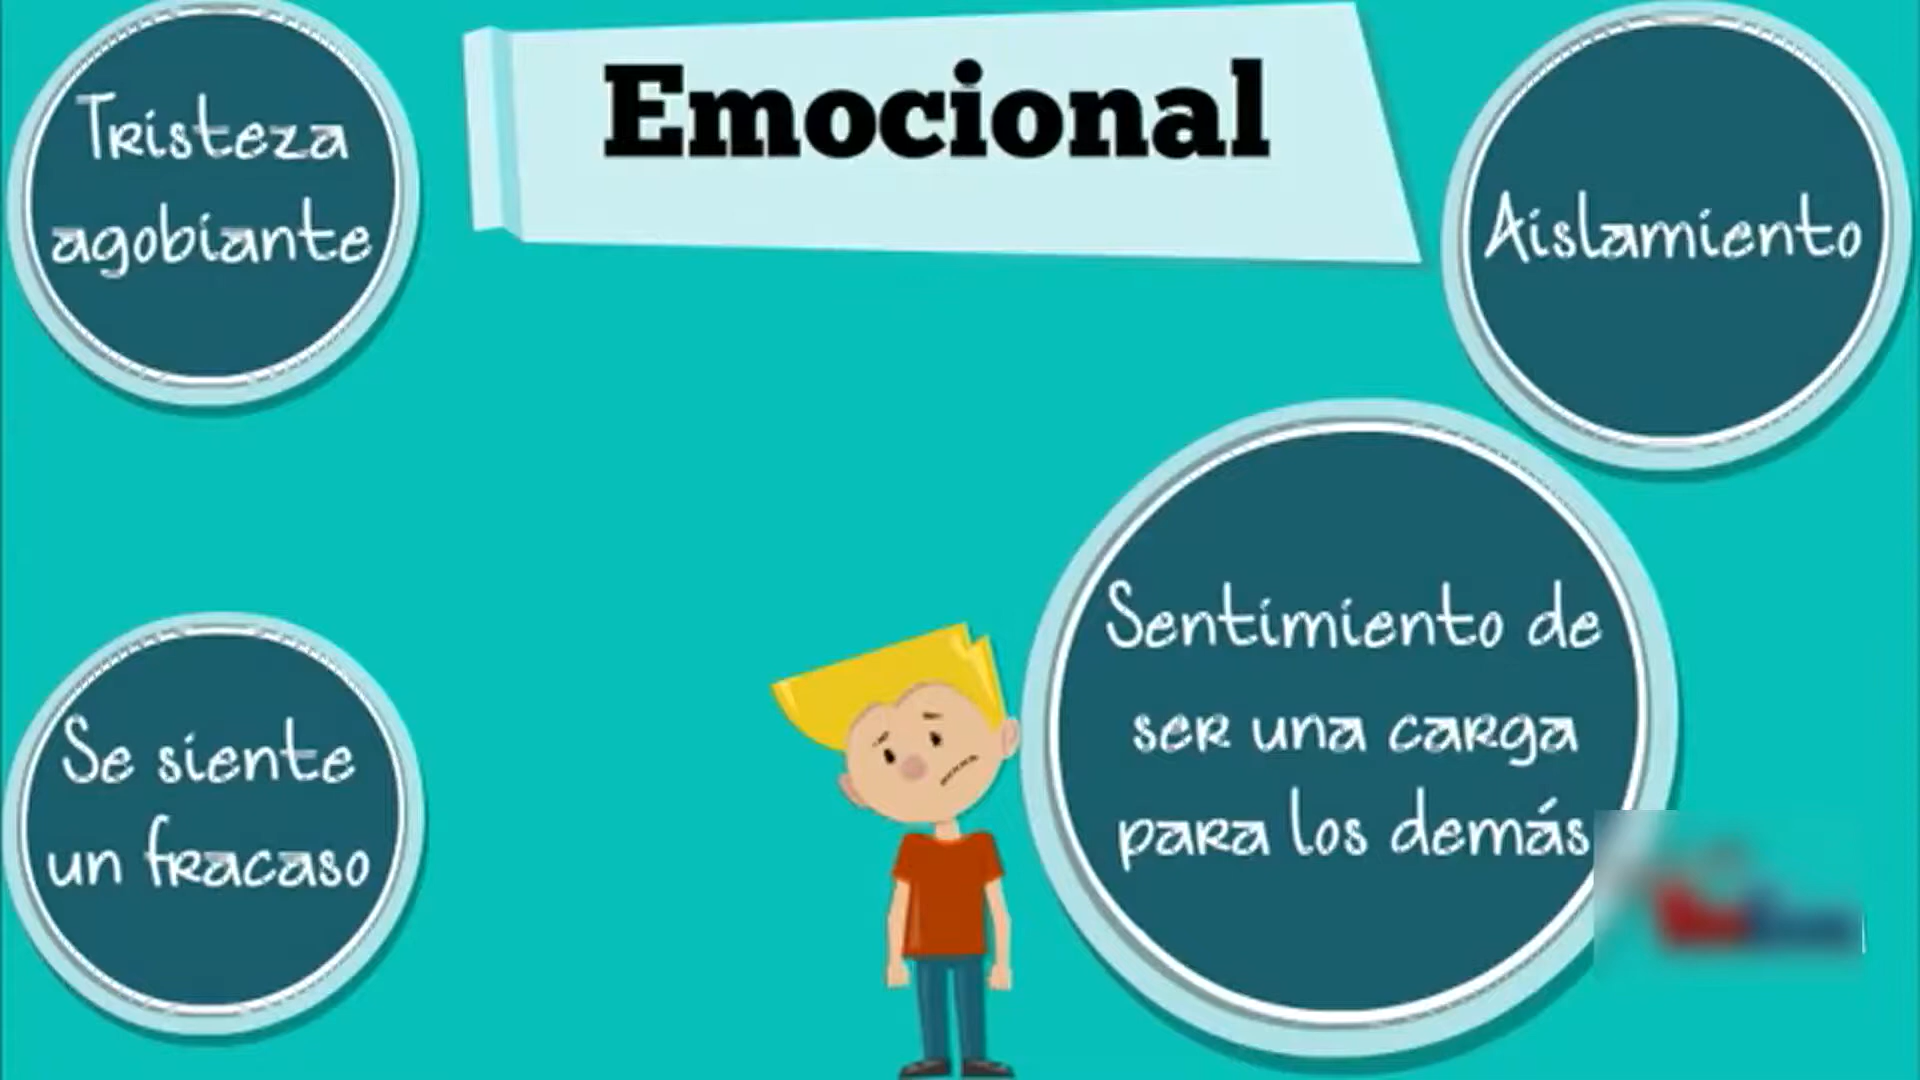 Emocional
Tristeza
agobiante
Aislamiento
Se siente
un fracaso
Sentimiento de
ser una carga
para los demás